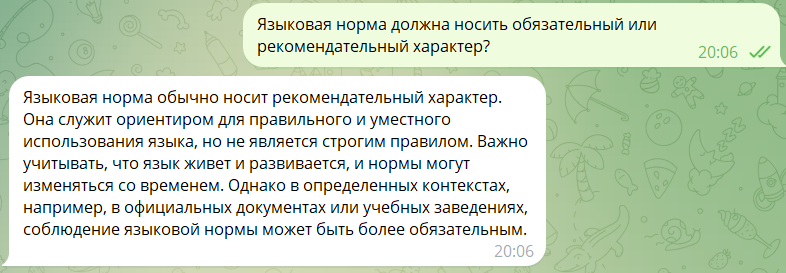 Языковая норма должна носить обязательный или
рекомендательный характер?
20:06
Языковая норма обычно носит рекомендательный характер.
Она служит ориентиром для правильного и уместного
использования языка, но не является строгим правилом. Важно
учитывать, что язык живет и развивается, и нормы могут
изменяться со временем. Однако в определенных контекстах,
например, в официальных документах или учебных заведениях,
соблюдение языковой нормы может быть более обязательным.
20:06